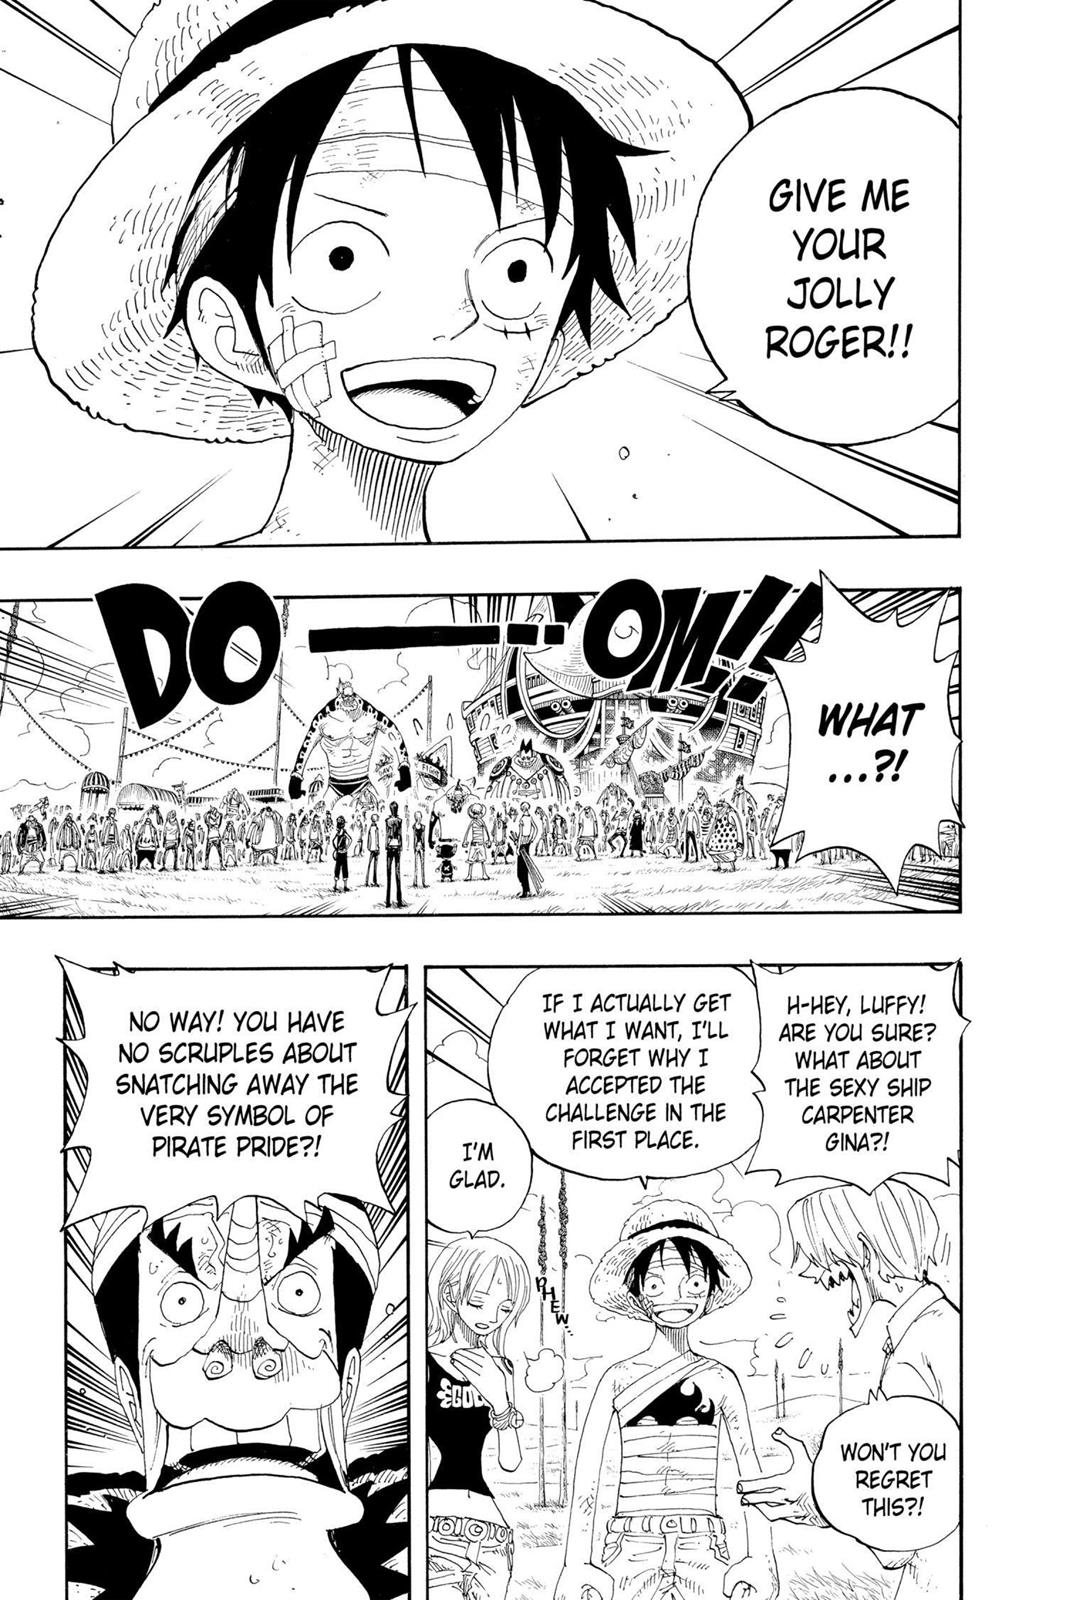 GIVE ME
YOUR
JOLLY
ROGER!!
WHAT
...?!
DO — OM!!
H-HEY, LUFFY!
ARE YOU SURE?
WHAT ABOUT
THE SEXY SHIP
CARPENTER
GINA?!
IF I ACTUALLY GET
WHAT I WANT, I'LL
FORGET WHY I
ACCEPTED THE
CHALLENGE IN THE
FIRST PLACE.
I'M
GLAD.
PHEW...
WON'T YOU
REGRET
THIS?!
NO WAY! YOU HAVE
NO SCRUPLES ABOUT
SNATCHING AWAY THE
VERY SYMBOL OF
PIRATE PRIDE?!